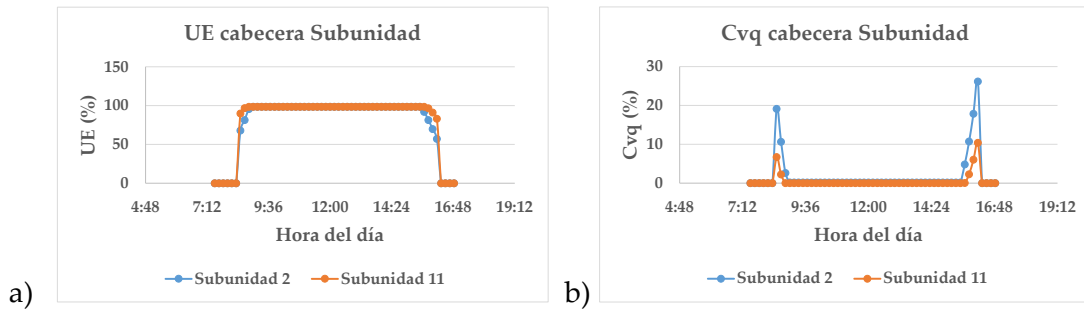 UE cabecera Subunidad
150
100
50
0
UE (%)
4:48 7:12 9:36 12:00 14:24 16:48 19:12
Hora del día
Subunidad 2 Subunidad 11
a)
Cvq cabecera Subunidad
30
20
10
0
Cvq (%)
4:48 7:12 9:36 12:00 14:24 16:48 19:12
Hora del día
Subunidad 2 Subunidad 11
b)